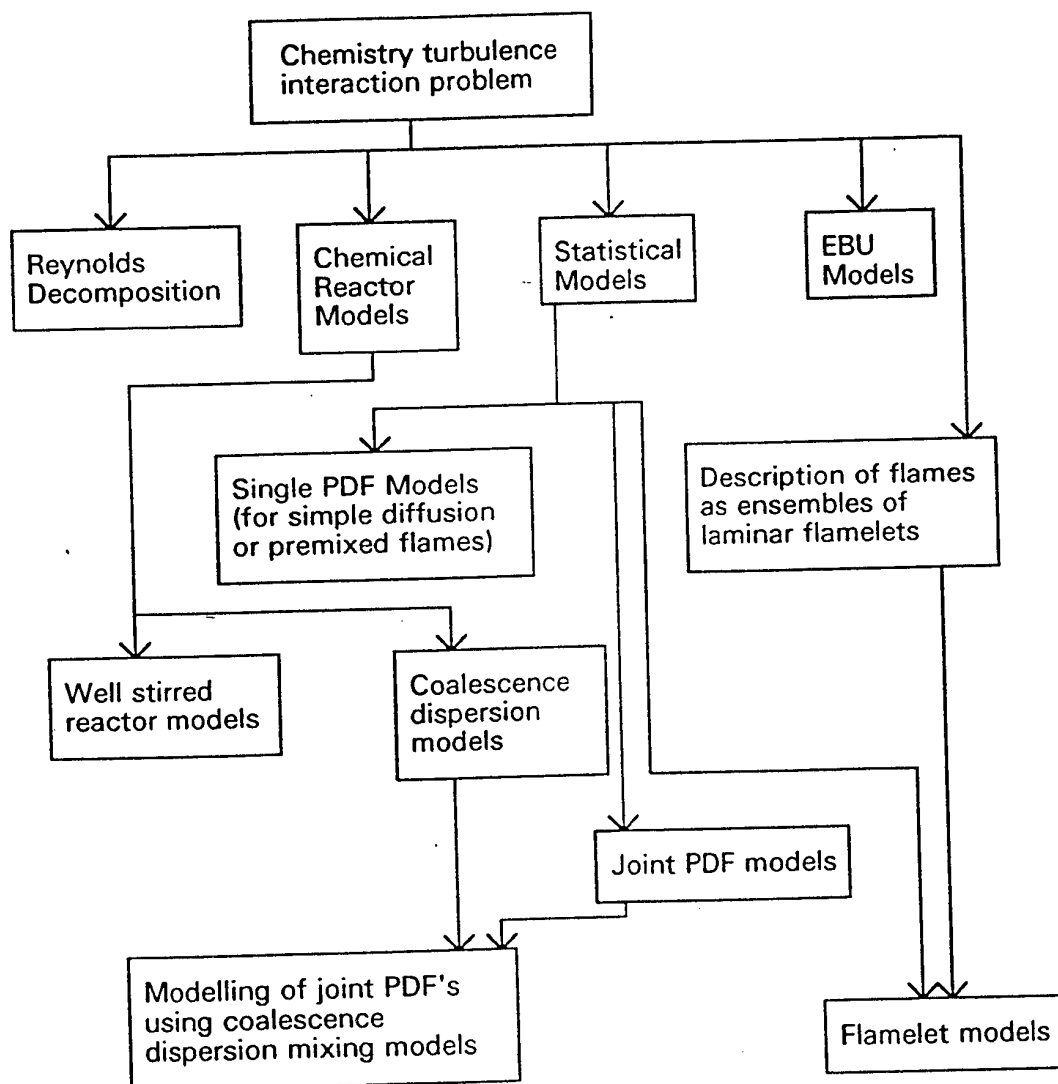 Chemistry turbulence
interaction problem
Reynolds
Decomposition
Chemical
Reactor
Models
Statistical
Models
EBU
Models
Single PDF Models
(for simple diffusion
or premixed flames)
Description of flames
as ensembles of
laminar flamelets
Well stirred
reactor models
Coalescence
dispersion
models
Joint PDF models
Modelling of joint PDF's
using coalescence
dispersion mixing models
Flamelet models